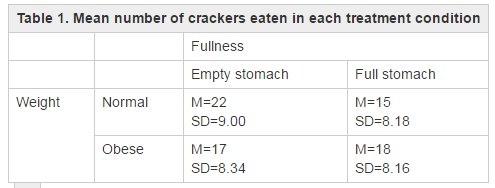 Table 1. Mean number of crackers eaten in each treatment condition
Fullness
Empty stomach Full stomach
Weight Normal M=22 M=15
SD=9.00 SD=8.18
Obese M=17 M=18
SD=8.34 SD=8.16